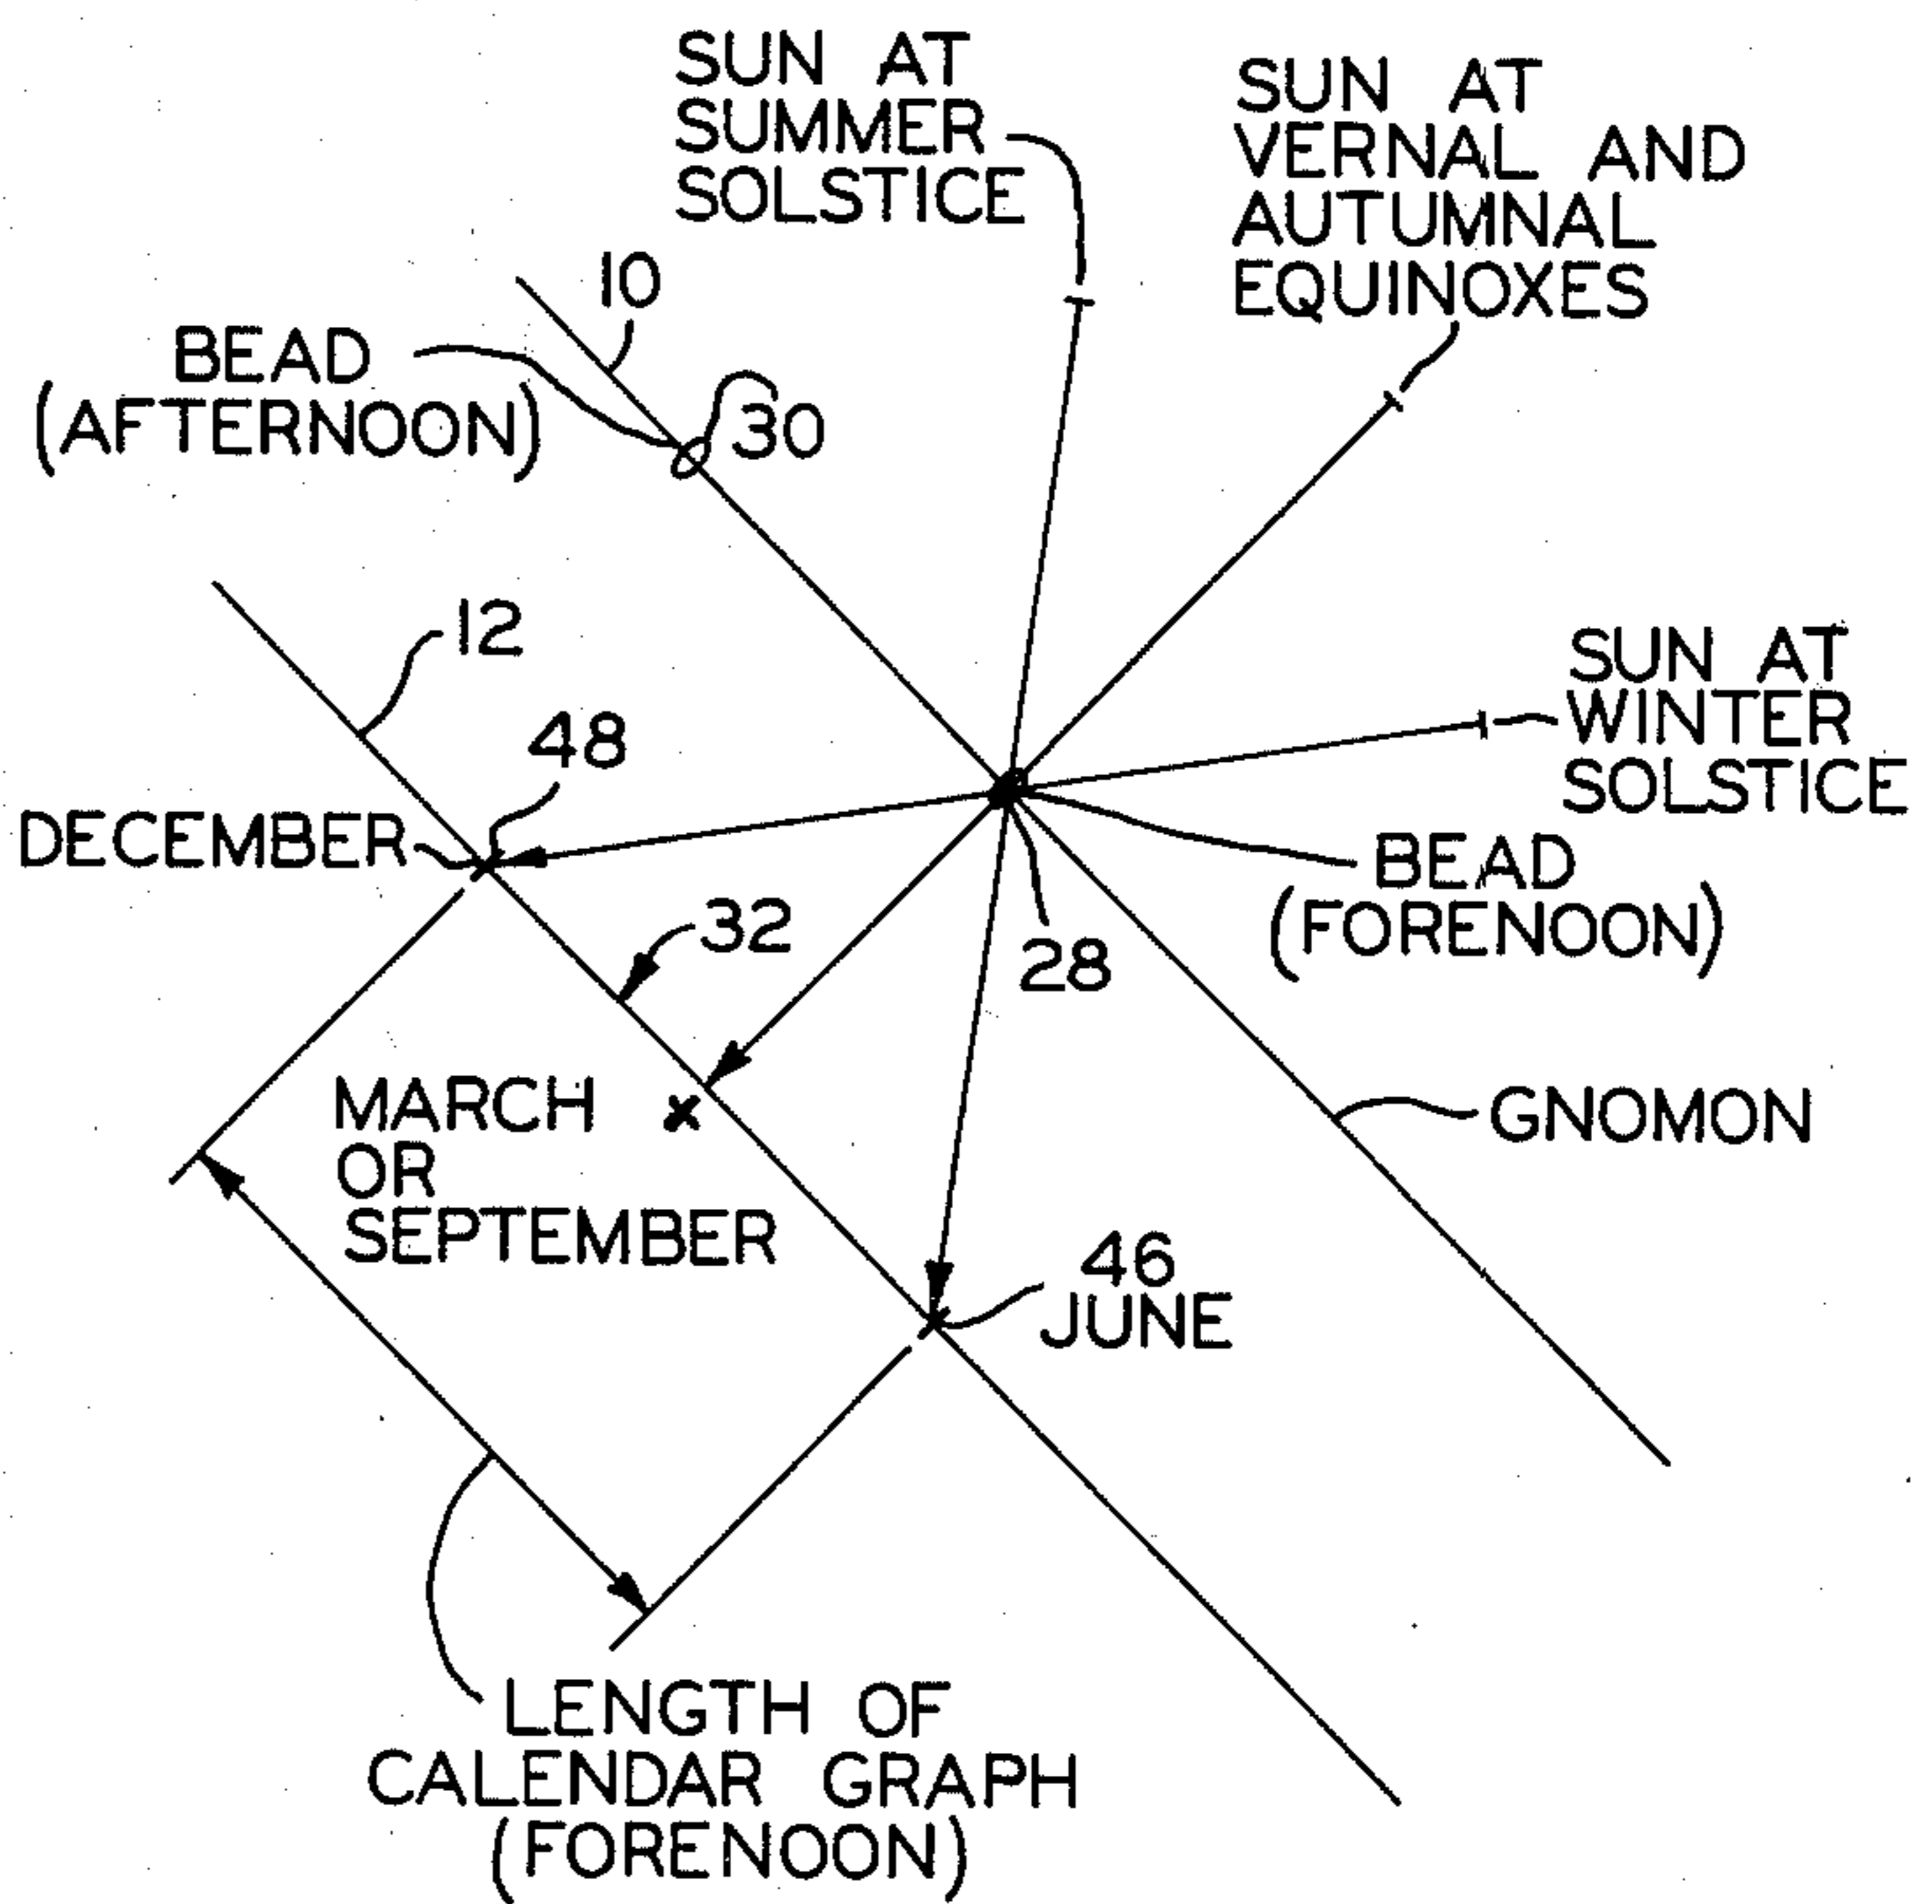 SUN AT
SUMMER
SOLSTICE
SUN AT
VERNAL AND
AUTUMNAL
EQUINOXES
10
BEAD
(AFTERNOON)
30
12
48
SUN AT
WINTER
SOLSTICE
DECEMBER
BEAD
(FORENOON)
32
28
MARCH x
OR
SEPTEMBER
GNOMON
46
JUNE
LENGTH OF
CALENDAR GRAPH
(FORENOON)